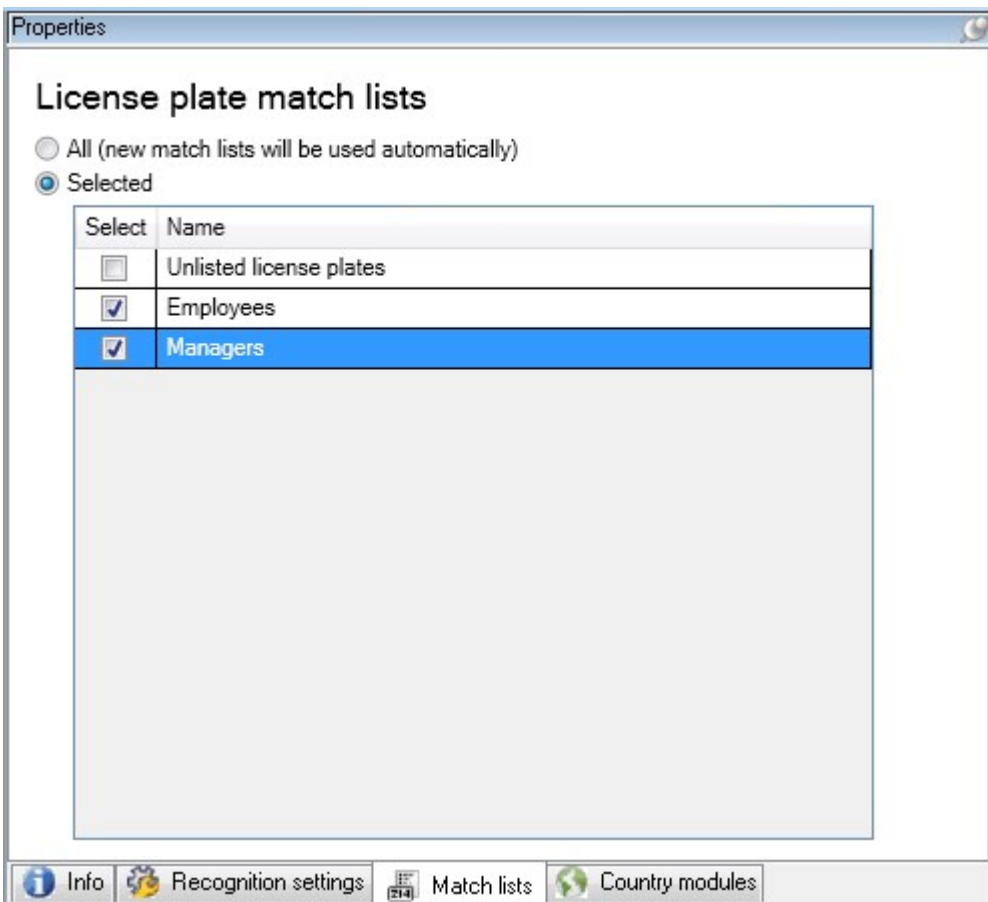 Properties
License plate match lists
All (new match lists will be used automatically)
Selected
Select Name
Unlisted license plates
Employees
Managers
Info Recognition settings Match lists Country modules